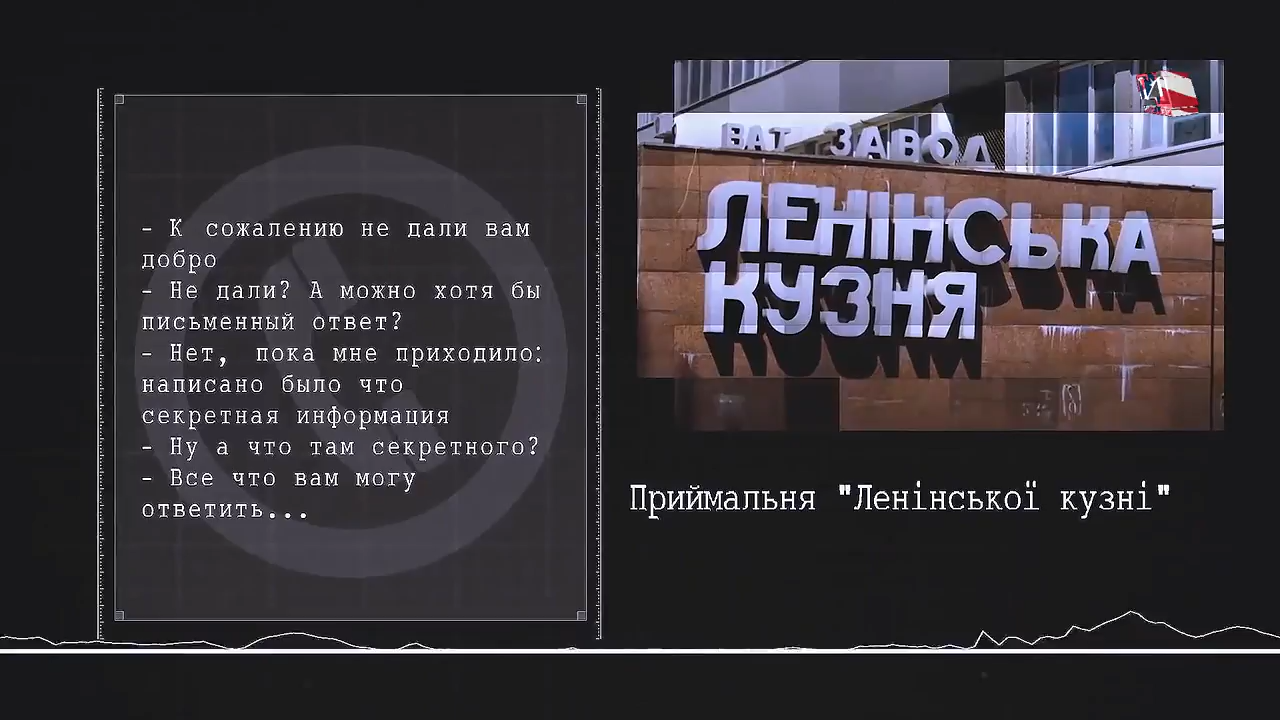 - К сожалению не дали вам
добро
- Не дали? А можно хотя бы
письменный ответ?
- Нет, пока мне приходило:
написано было что
секретная информация
- Ну а что там секретного?
- Все что вам могу
ответить...
ВАТ ЗАВОД
ЛЕНІНСЬКА
КУЗНЯ
Приймальня "Ленінської кузні"